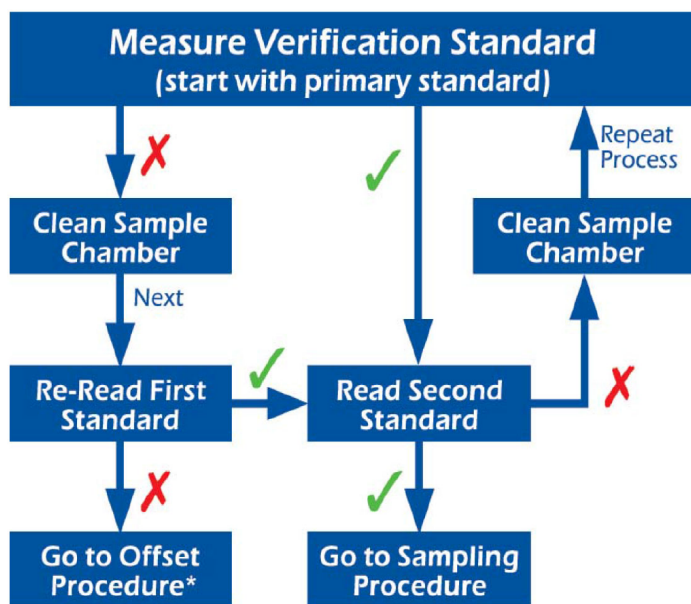 Measure Verification Standard
(start with primary standard)
Repeat
Process
Clean Sample
Chamber
Clean Sample
Chamber
Next
Re-Read First
Standard
Read Second
Standard
Go to Offset
Procedure*
Go to Sampling
Procedure